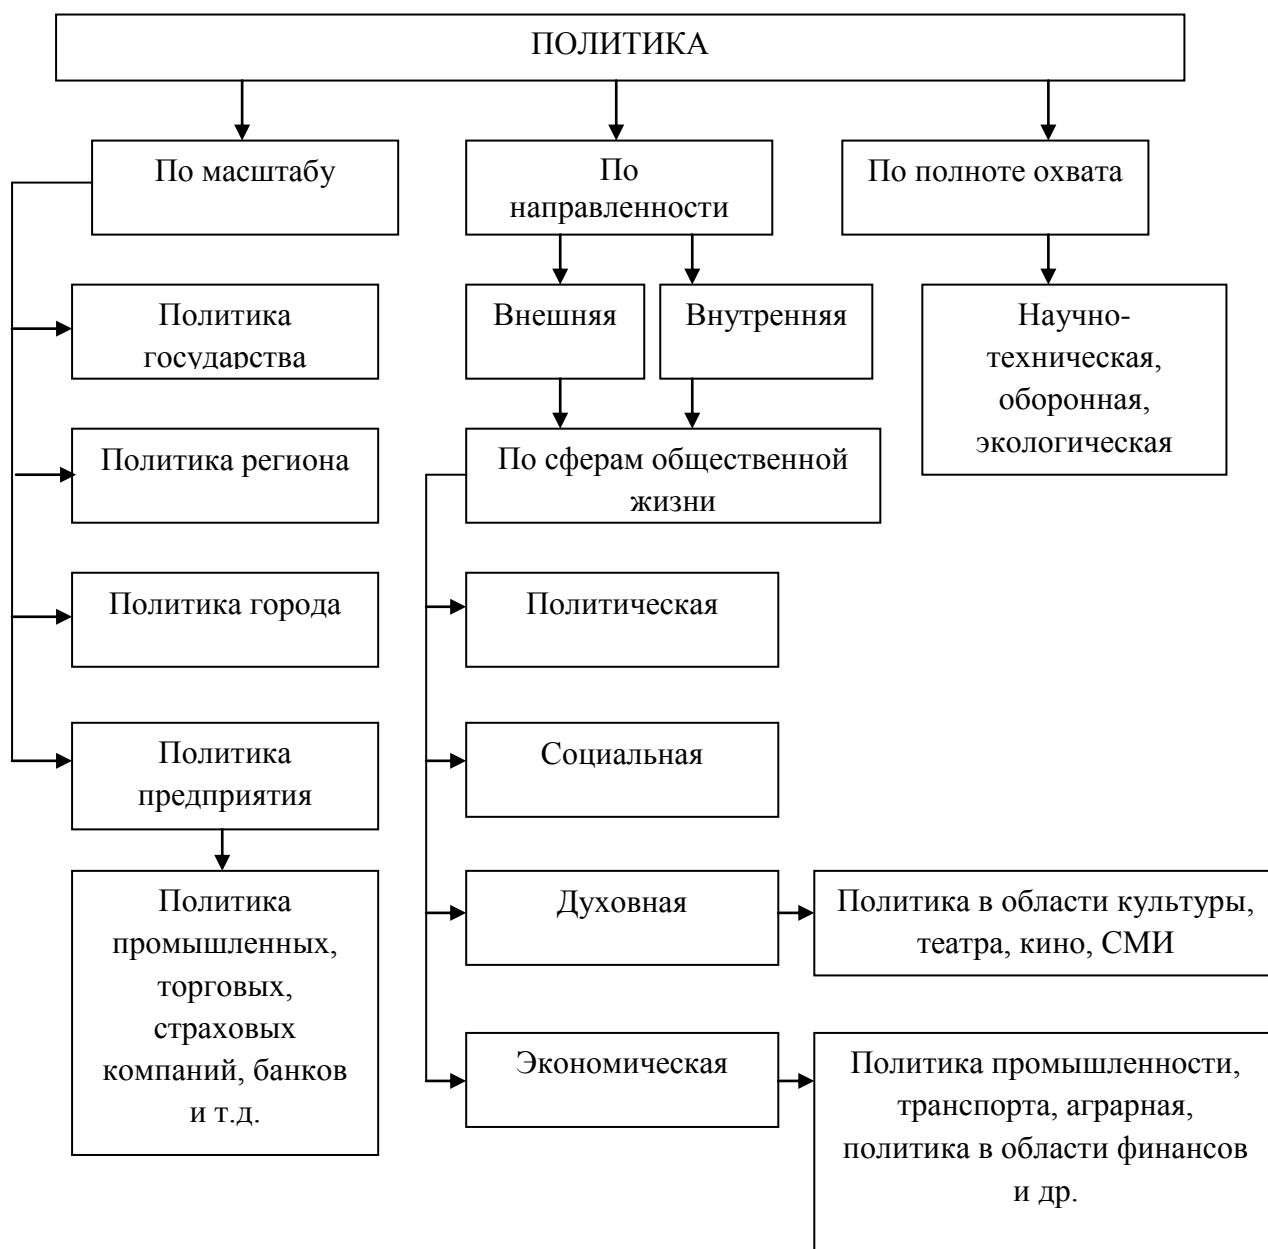 ПОЛИТИКА
По масштабу
По
направленности
По полноте охвата
Политика
государства
Внешняя
Внутренняя
Научно-
техническая,
оборонная,
экологическая
Политика региона
По сферам общественной
жизни
Политика города
Политическая
Политика
предприятия
Социальная
Политика
промышленных,
торговых,
страховых
компаний, банков
и т.д.
Духовная
Политика в области культуры,
театра, кино, СМИ
Экономическая
Политика промышленности,
транспорта, аграрная,
политика в области финансов
и др.